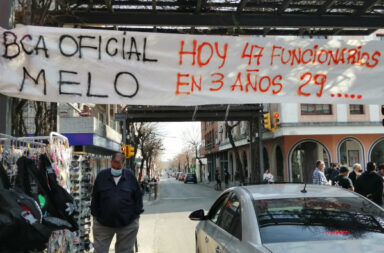 BCA OFICIAL
MELO
HOY 47 FUNCIONARIOS
EN 3 AÑOS 29.....